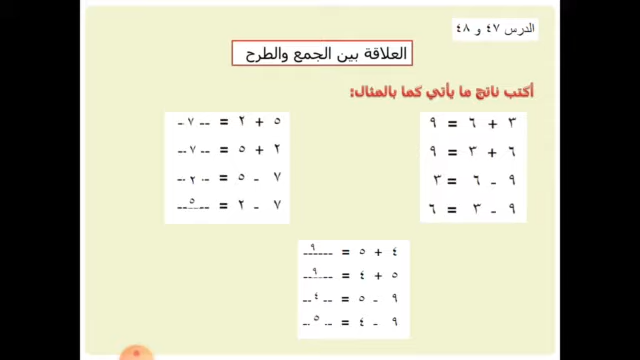 الدرس ٤٧ و ٤٨
العلاقة بين الجمع والطرح
أكتب ناتج ما يأتي كما بالمثال:
٣ + ٦ = ٩
٦ + ٣ = ٩
٩ - ٦ = ٣
٩ - ٣ = ٦
٥ + ٢ = --٧--
٢ + ٥ = --٧--
٧ - ٥ = --٢--
٧ - ٢ = --٥--
٤ + ٥ = --٩--
٥ + ٤ = --٩--
٩ - ٥ = --٤--
٩ - ٤ = --٥--